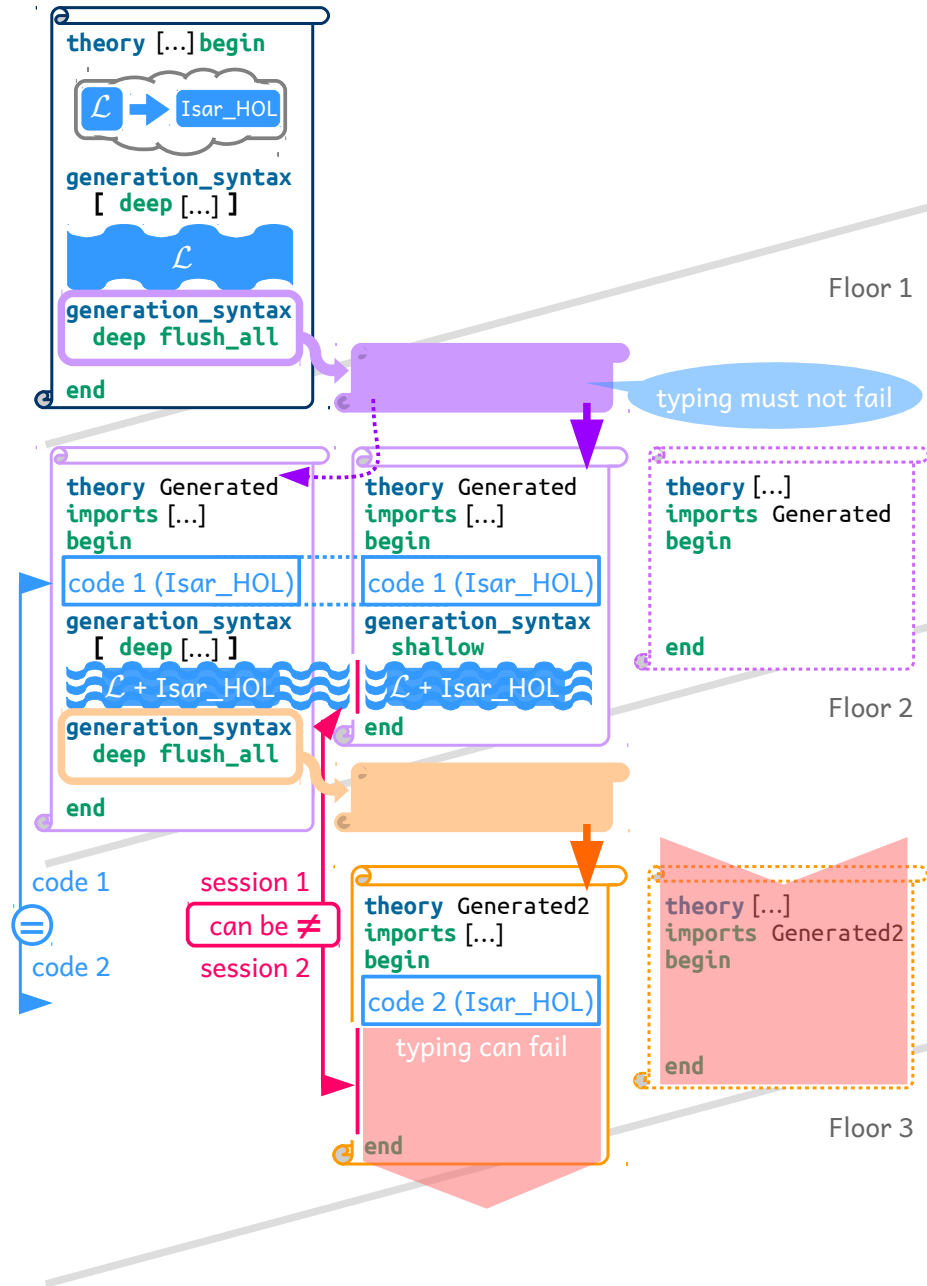 theory [...] begin
ℒ Isar_HOL
generation_syntax
[ deep [...] ]
ℒ
generation_syntax
deep flush_all
end
Floor 1
typing must not fail
theory Generated
imports [...]
begin
code 1 (Isar_HOL)
generation_syntax
[ deep [...] ]
ℒ + Isar_HOL
generation_syntax
deep flush_all
end
theory Generated
imports [...]
begin
code 1 (Isar_HOL)
generation_syntax
shallow
ℒ + Isar_HOL
end
theory [...]
imports Generated
begin
end
Floor 2
code 1
=
code 2
session 1
can be ≠
session 2
theory Generated2
imports [...]
begin
code 2 (Isar_HOL)
typing can fail
end
theory [...]
imports Generated2
begin
end
Floor 3